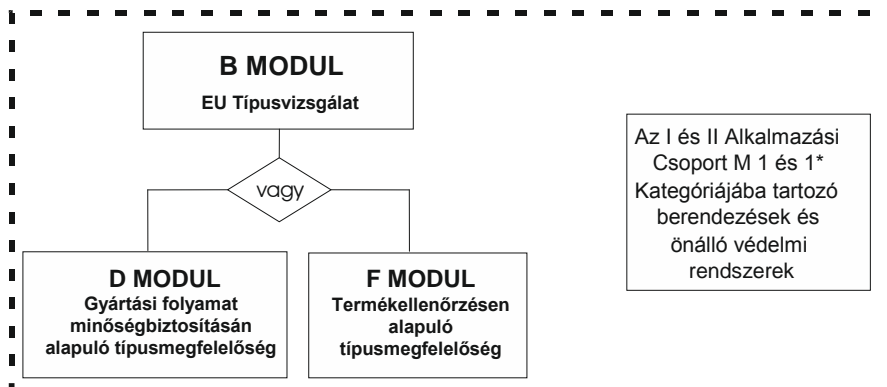 B MODUL
EU Típusvizsgálat
vagy
D MODUL
Gyártási folyamat
minőségbiztosításán
alapuló típusmegfelelőség
F MODUL
Termékellenőrzésen
alapuló
típusmegfelelőség
Az I és II Alkalmazási
Csoport M 1 és 1*
Kategóriájába tartozó
berendezések és
önálló védelmi
rendszerek